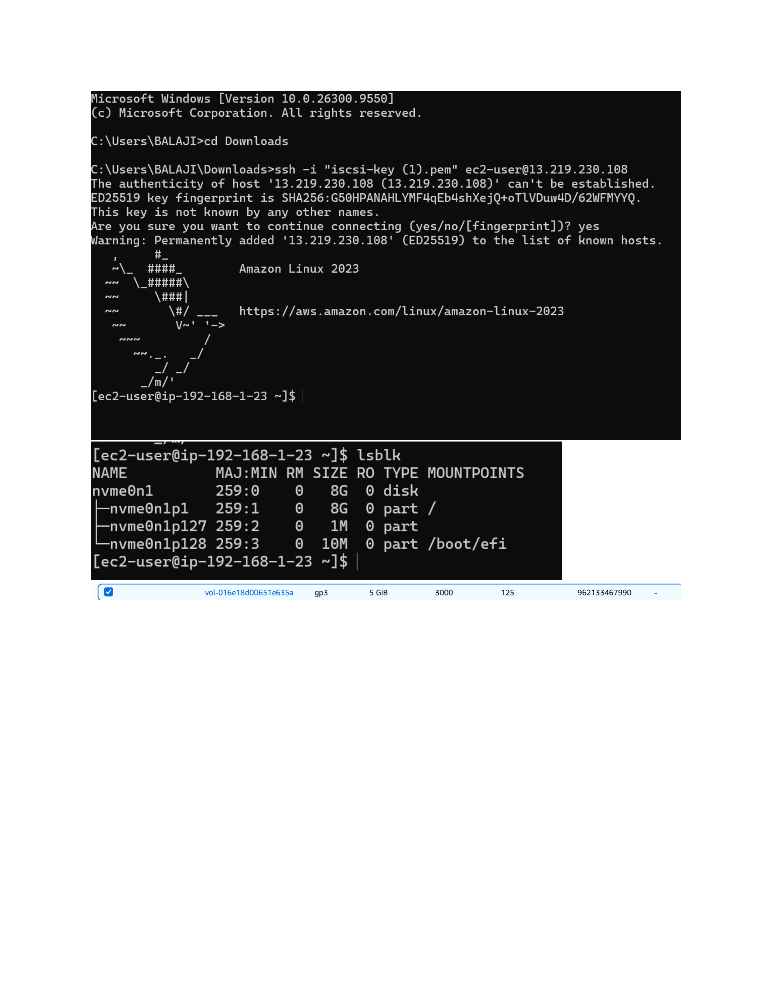 Microsoft Windows [Version 10.0.26300.9550]
(c) Microsoft Corporation. All rights reserved.
C:\Users\BALAJI>cd Downloads
C:\Users\BALAJI\Downloads>ssh -i "iscsi-key (1).pem" ec2-user@13.219.230.108
The authenticity of host '13.219.230.108 (13.219.230.108)' can't be established.
ED25519 key fingerprint is SHA256:G50HPANAHLYMF4qEb4shXejQ+oTlVDuw4D/62WFMYYQ.
This key is not known by any other names.
Are you sure you want to continue connecting (yes/no/[fingerprint])? yes
Warning: Permanently added '13.219.230.108' (ED25519) to the list of known hosts.
   ,     #_
   ~\_  ####_        Amazon Linux 2023
  ~~  \_#####\
  ~~     \###|
  ~~       \#/ ___   https://aws.amazon.com/linux/amazon-linux-2023
   ~~       V~' '->
    ~~~         /
      ~~._.   _/
         _/ _/
       _/m/'
[ec2-user@ip-192-168-1-23 ~]$
[ec2-user@ip-192-168-1-23 ~]$ lsblk
NAME          MAJ:MIN RM SIZE RO TYPE MOUNTPOINTS
nvme0n1       259:0    0   8G  0 disk
├─nvme0n1p1   259:1    0   8G  0 part /
├─nvme0n1p127 259:2    0   1M  0 part
└─nvme0n1p128 259:3    0  10M  0 part /boot/efi
[ec2-user@ip-192-168-1-23 ~]$
vol-016e18d00651e635a gp3 5 GiB 3000 125 962133467990 -